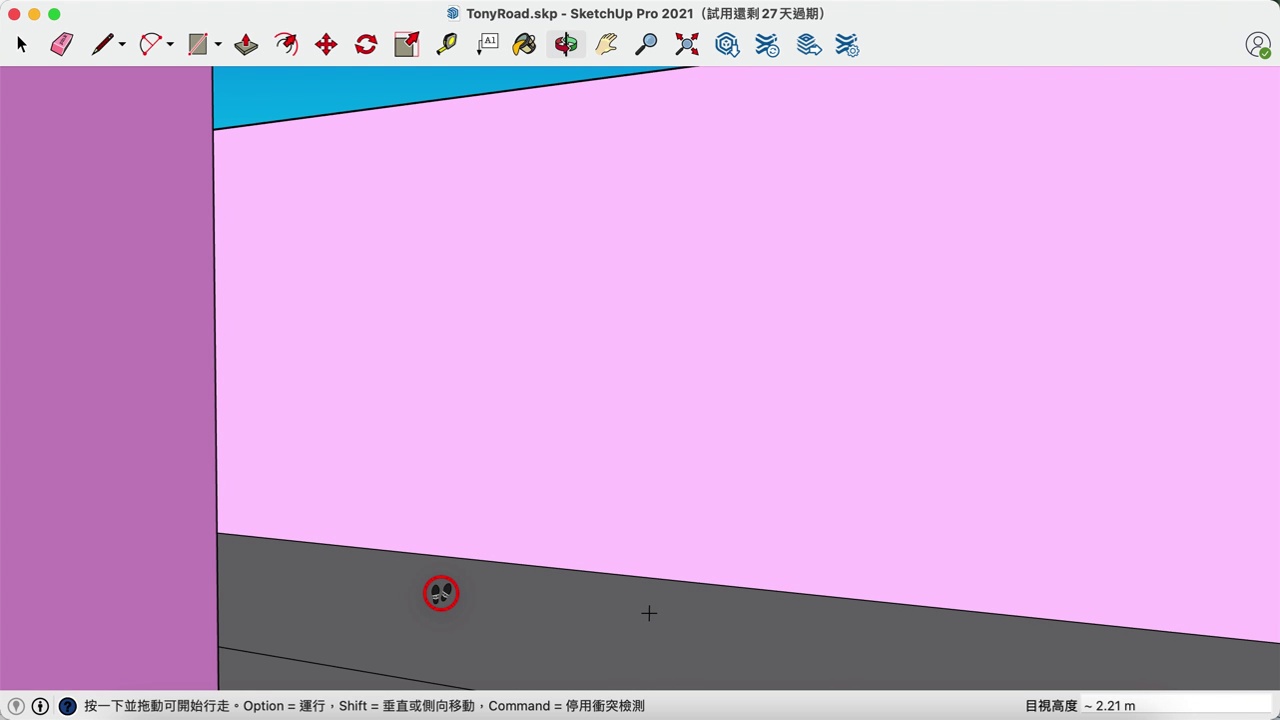 TonyRoad.skp - SketchUp Pro 2021（試用還剩 27 天過期）
A1
按一下並拖動可開始行走。Option = 運行，Shift = 垂直或側向移動，Command = 停用衝突檢測
目視高度 ~ 2.21 m